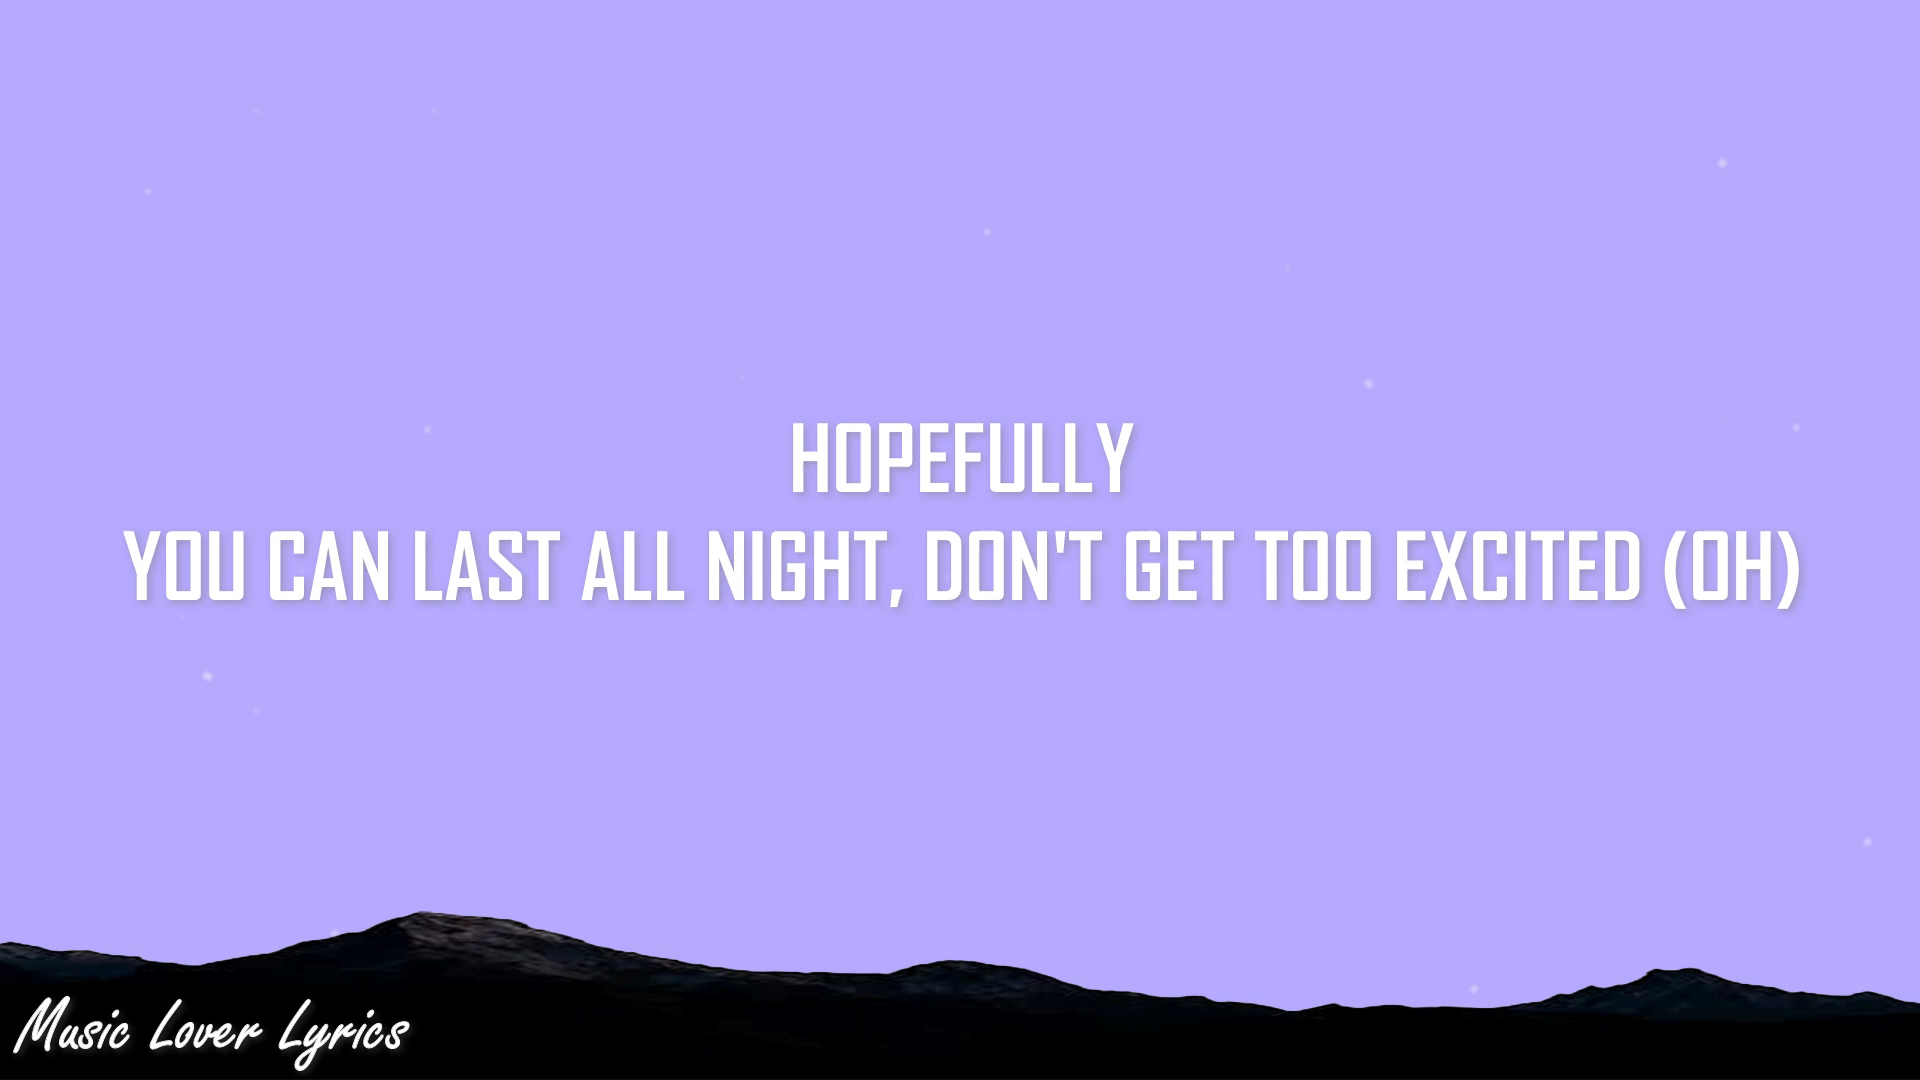 HOPEFULLY
YOU CAN LAST ALL NIGHT, DON'T GET TOO EXCITED (OH)
Music Lover Lyrics